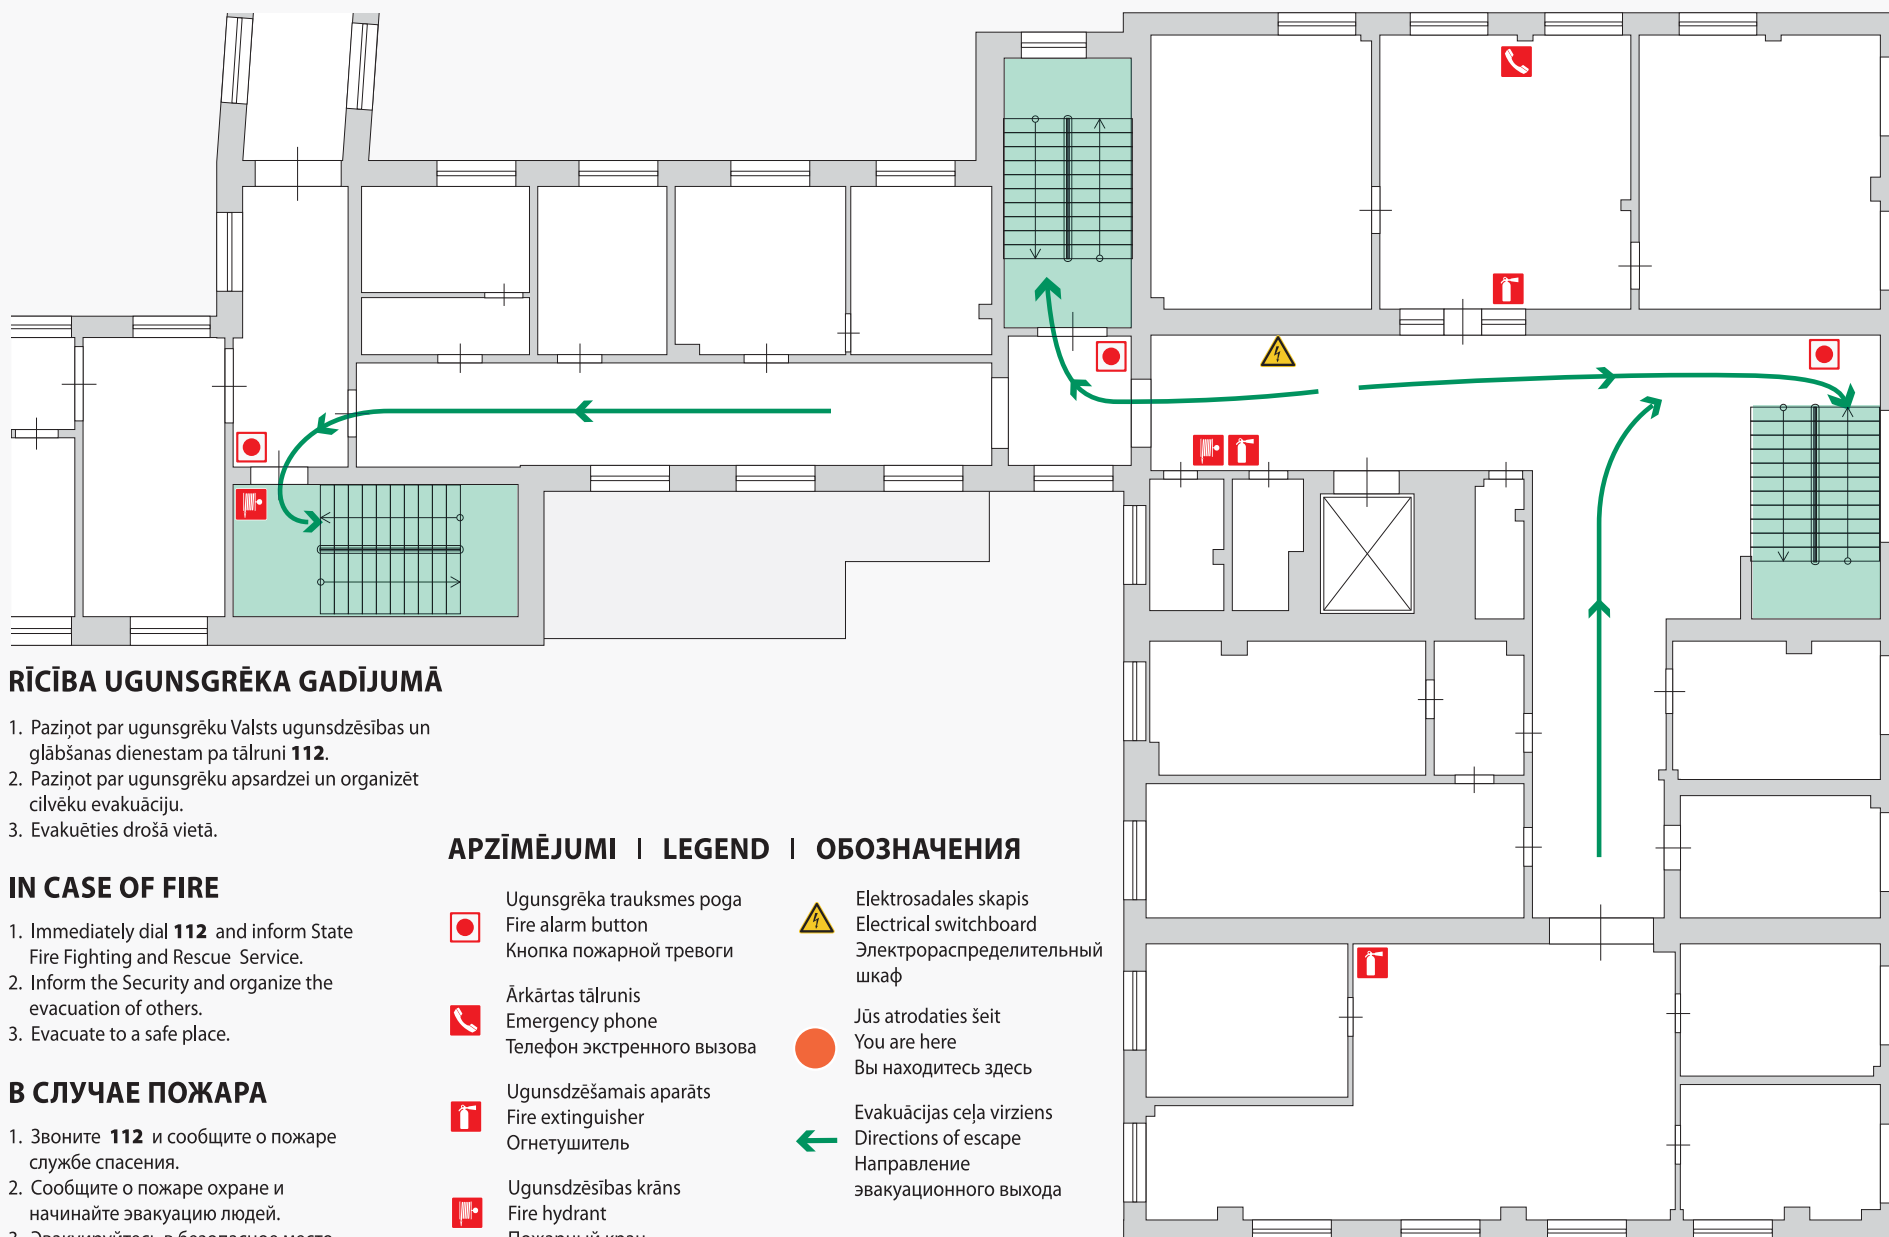 RĪCĪBA UGUNSGRĒKA GADĪJUMĀ
1. Paziņot par ugunsgrēku Valsts ugunsdzēsības un
glābšanas dienestam pa tālruni 112.
2. Paziņot par ugunsgrēku apsardzei un organizēt
cilvēku evakuāciju.
3. Evakuēties drošā vietā.
IN CASE OF FIRE
1. Immediately dial 112 and inform State
Fire Fighting and Rescue Service.
2. Inform the Security and organize the
evacuation of others.
3. Evacuate to a safe place.
В СЛУЧАЕ ПОЖАРА
1. Звоните 112 и сообщите о пожаре
службе спасения.
2. Сообщите о пожаре охране и
начинайте эвакуацию людей.
3. Эвакуируйтесь в безопасное место
APZĪMĒJUMI | LEGEND | ОБОЗНАЧЕНИЯ
Ugunsgrēka trauksmes poga
Fire alarm button
Кнопка пожарной тревоги
Ārkārtas tālrunis
Emergency phone
Телефон экстренного вызова
Ugunsdzēšamais aparāts
Fire extinguisher
Огнетушитель
Ugunsdzēsības krāns
Fire hydrant
Пожарный кран
Elektrosadales skapis
Electrical switchboard
Электрораспределительный
шкаф
Jūs atrodaties šeit
You are here
Вы находитесь здесь
Evakuācijas ceļa virziens
Directions of escape
Направление
эвакуационного выхода